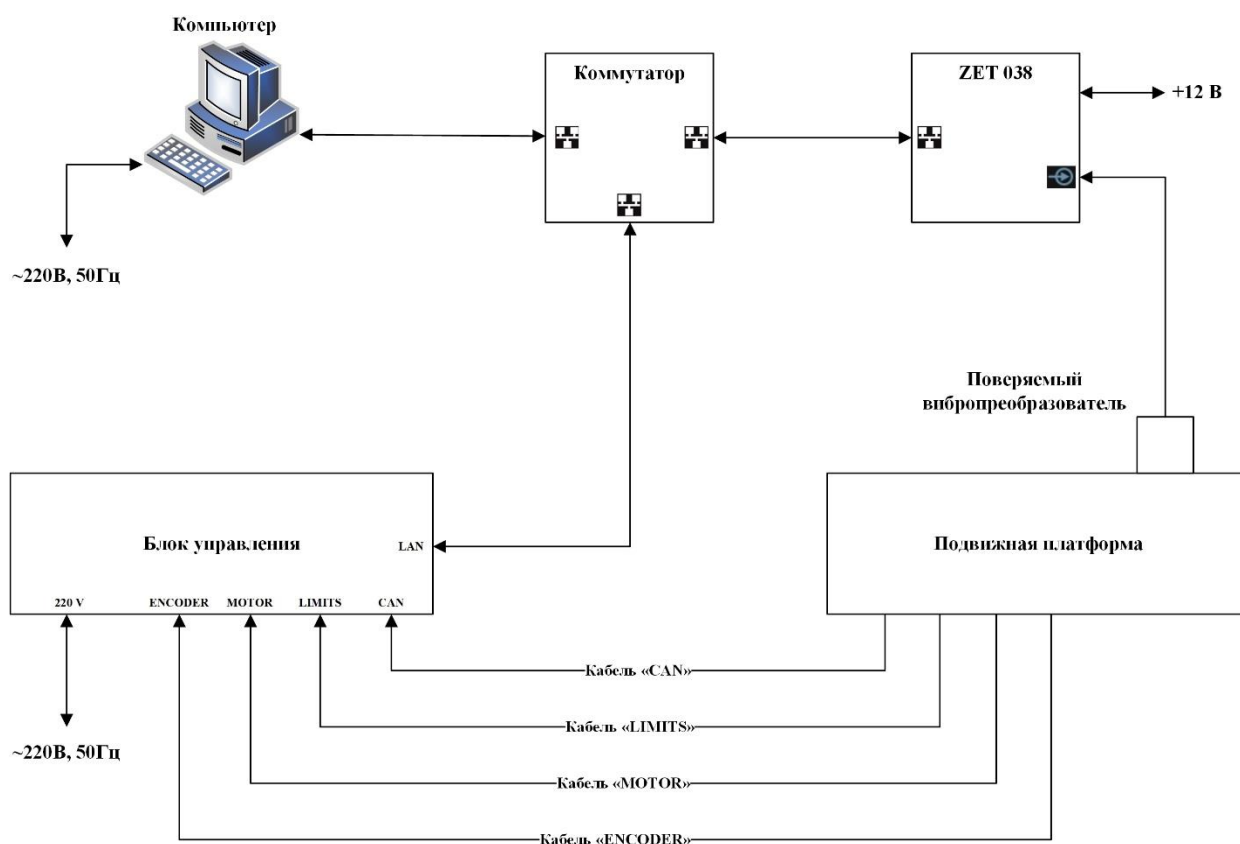 Компьютер
Коммутатор
ZET 038
+12 В
~220В, 50Гц
Поверяемый
вибропреобразователь
Блок управления
LAN
Подвижная платформа
220 V
ENCODER
MOTOR
LIMITS
CAN
Кабель «CAN»
Кабель «LIMITS»
~220В, 50Гц
Кабель «MOTOR»
Кабель «ENCODER»